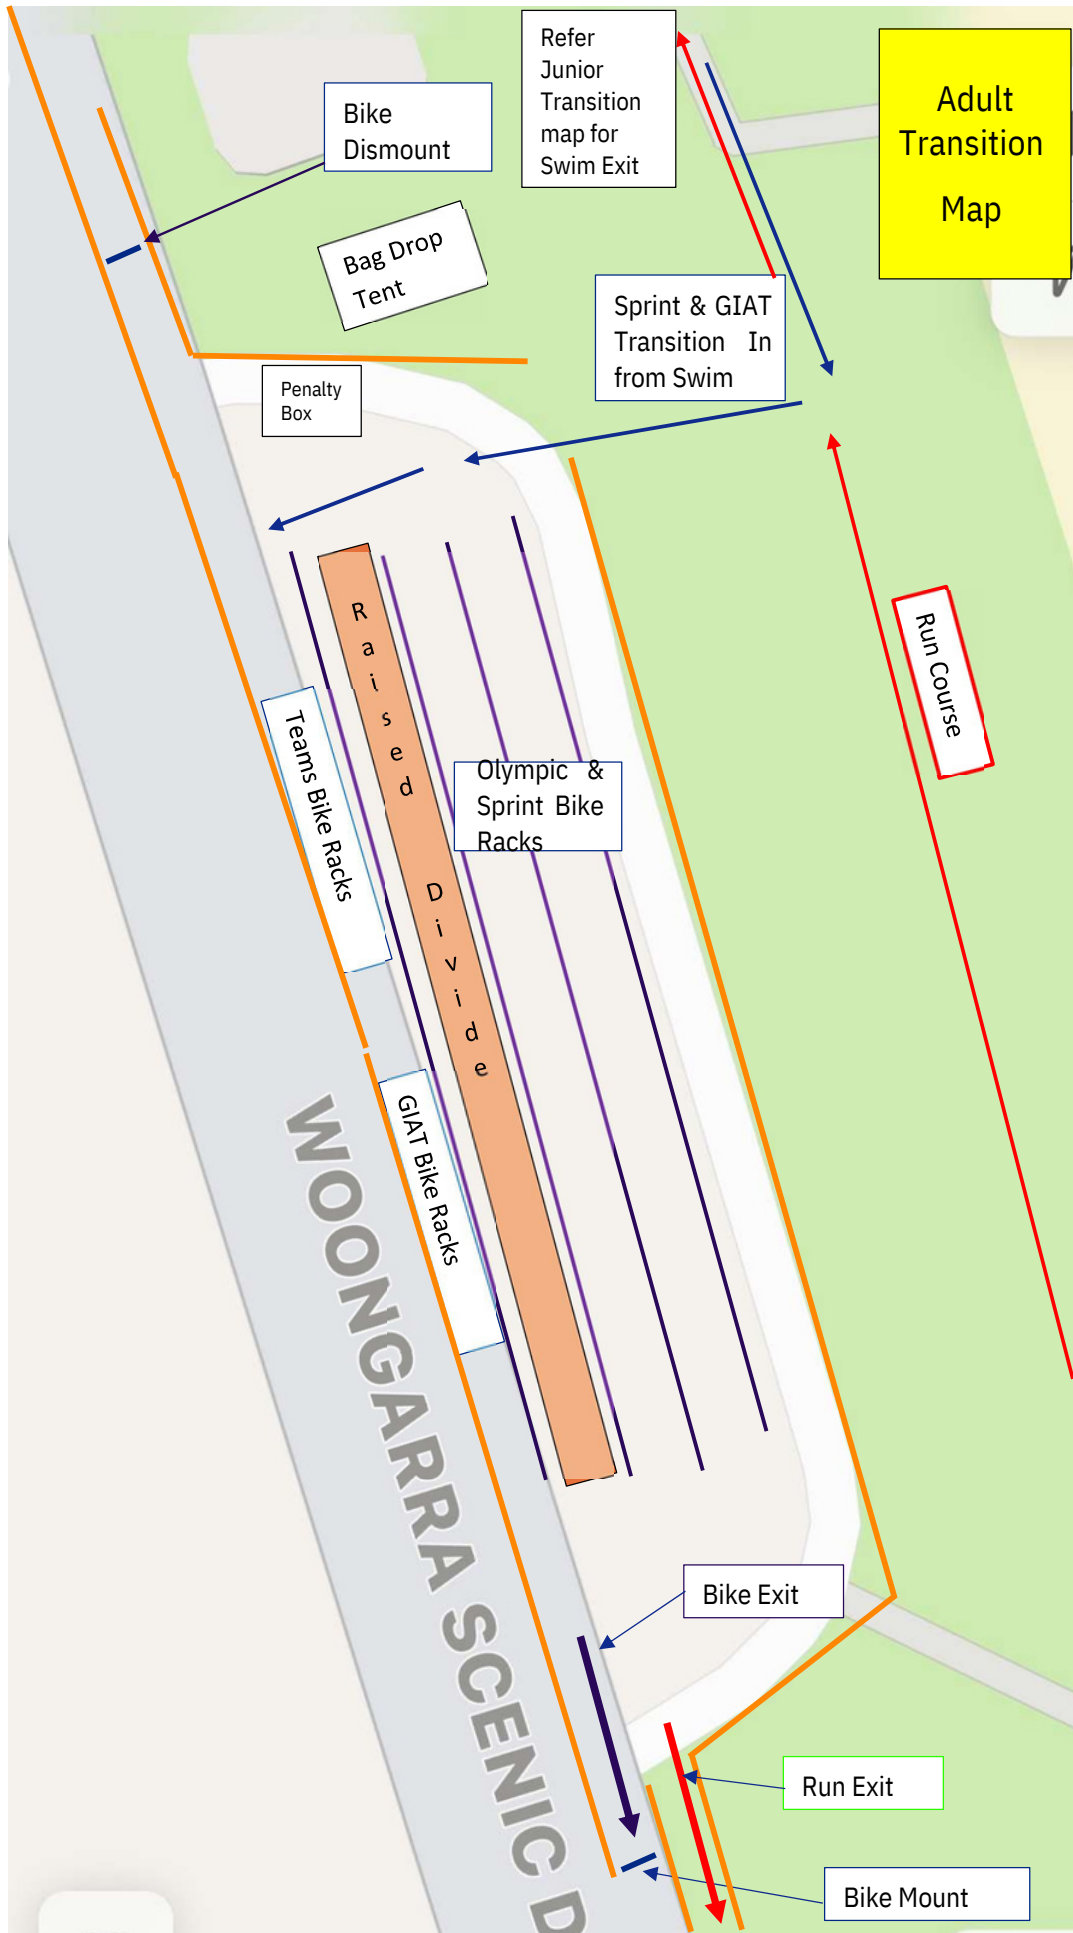 Refer
Junior
Transition
map for
Swim Exit
Adult
Transition
Map
Bike
Dismount
Bag Drop
Tent
Sprint & GIAT
Transition In
from Swim
Penalty
Box
Raised Divide
Run Course
Teams Bike Racks
Olympic &
Sprint Bike
Racks
GIAT Bike Racks
WOONGARRA SCENIC D
Bike Exit
Run Exit
Bike Mount